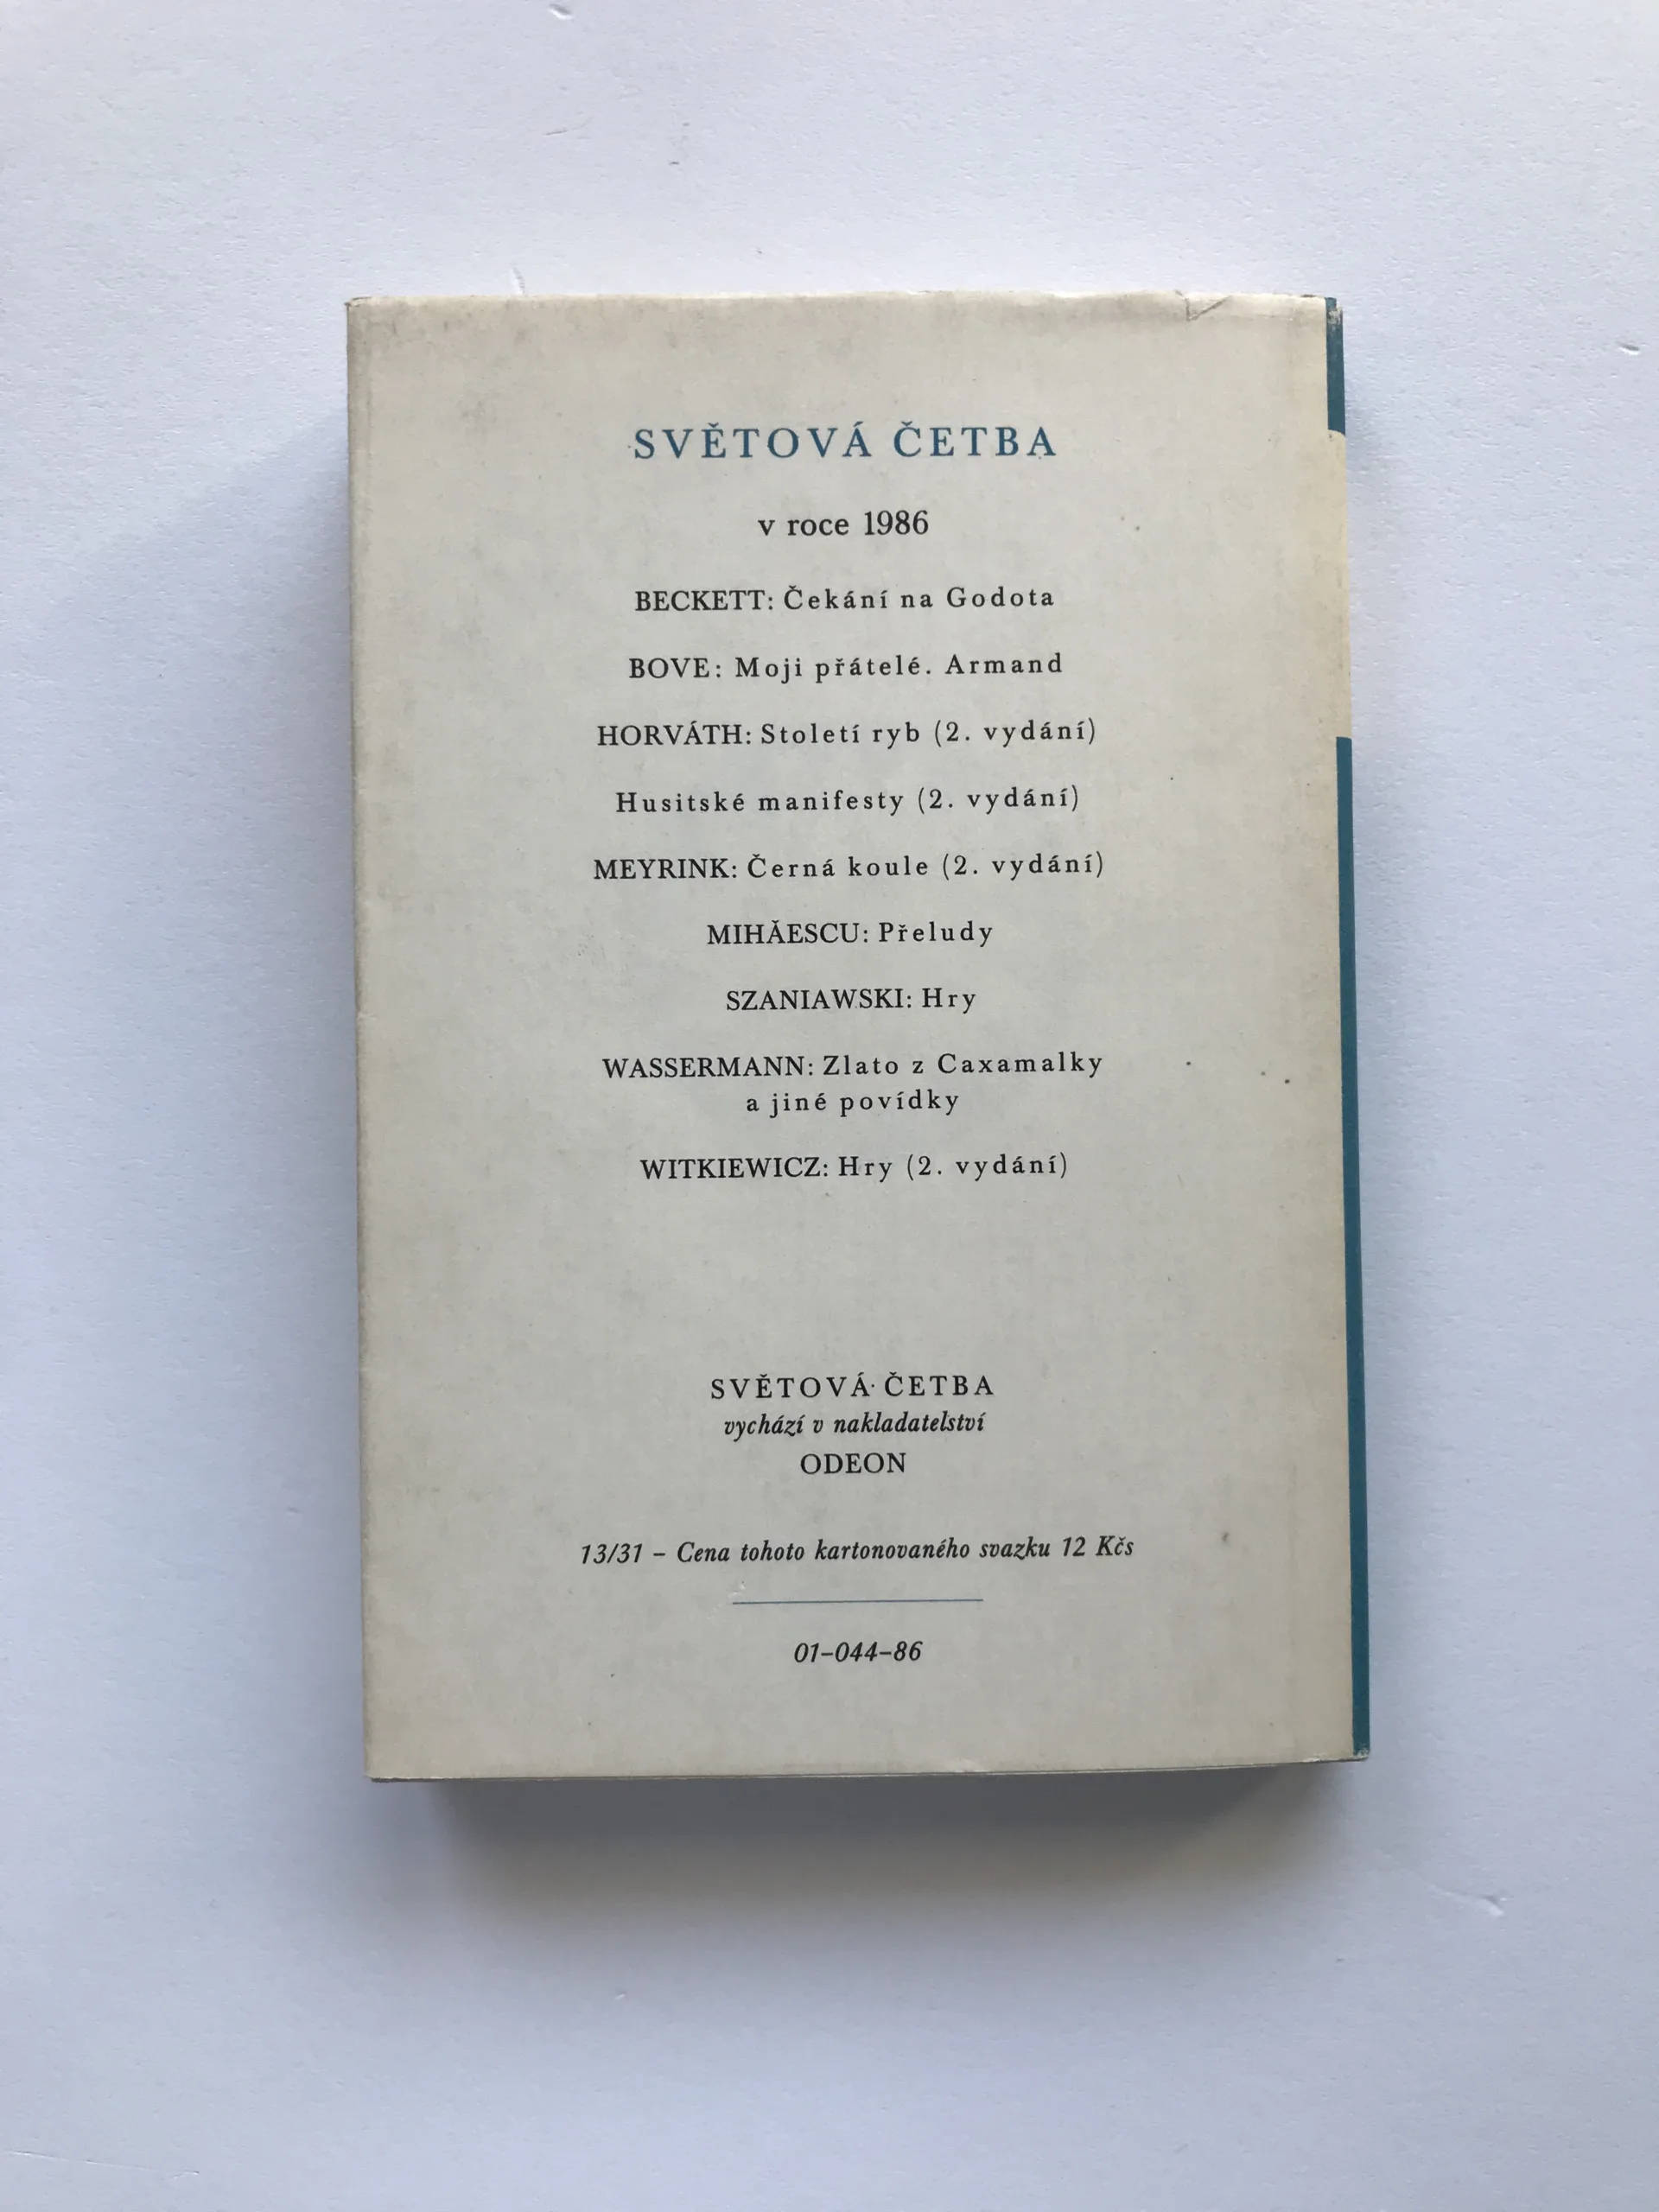 SVĚTOVÁ ČETBA
v roce 1986
BECKETT: Čekání na Godota
BOVE: Moji přátelé. Armand
HORVÁTH: Století ryb (2. vydání)
Husitské manifesty (2. vydání)
MEYRINK: Černá koule (2. vydání)
MIHĂESCU: Přeludy
SZANIAWSKI: Hry
WASSERMANN: Zlato z Caxamalky
a jiné povídky
WITKIEWICZ: Hry (2. vydání)
SVĚTOVÁ ČETBA
vychází v nakladatelství
ODEON
13/31 – Cena tohoto kartonovaného svazku 12 Kčs
01-044-86